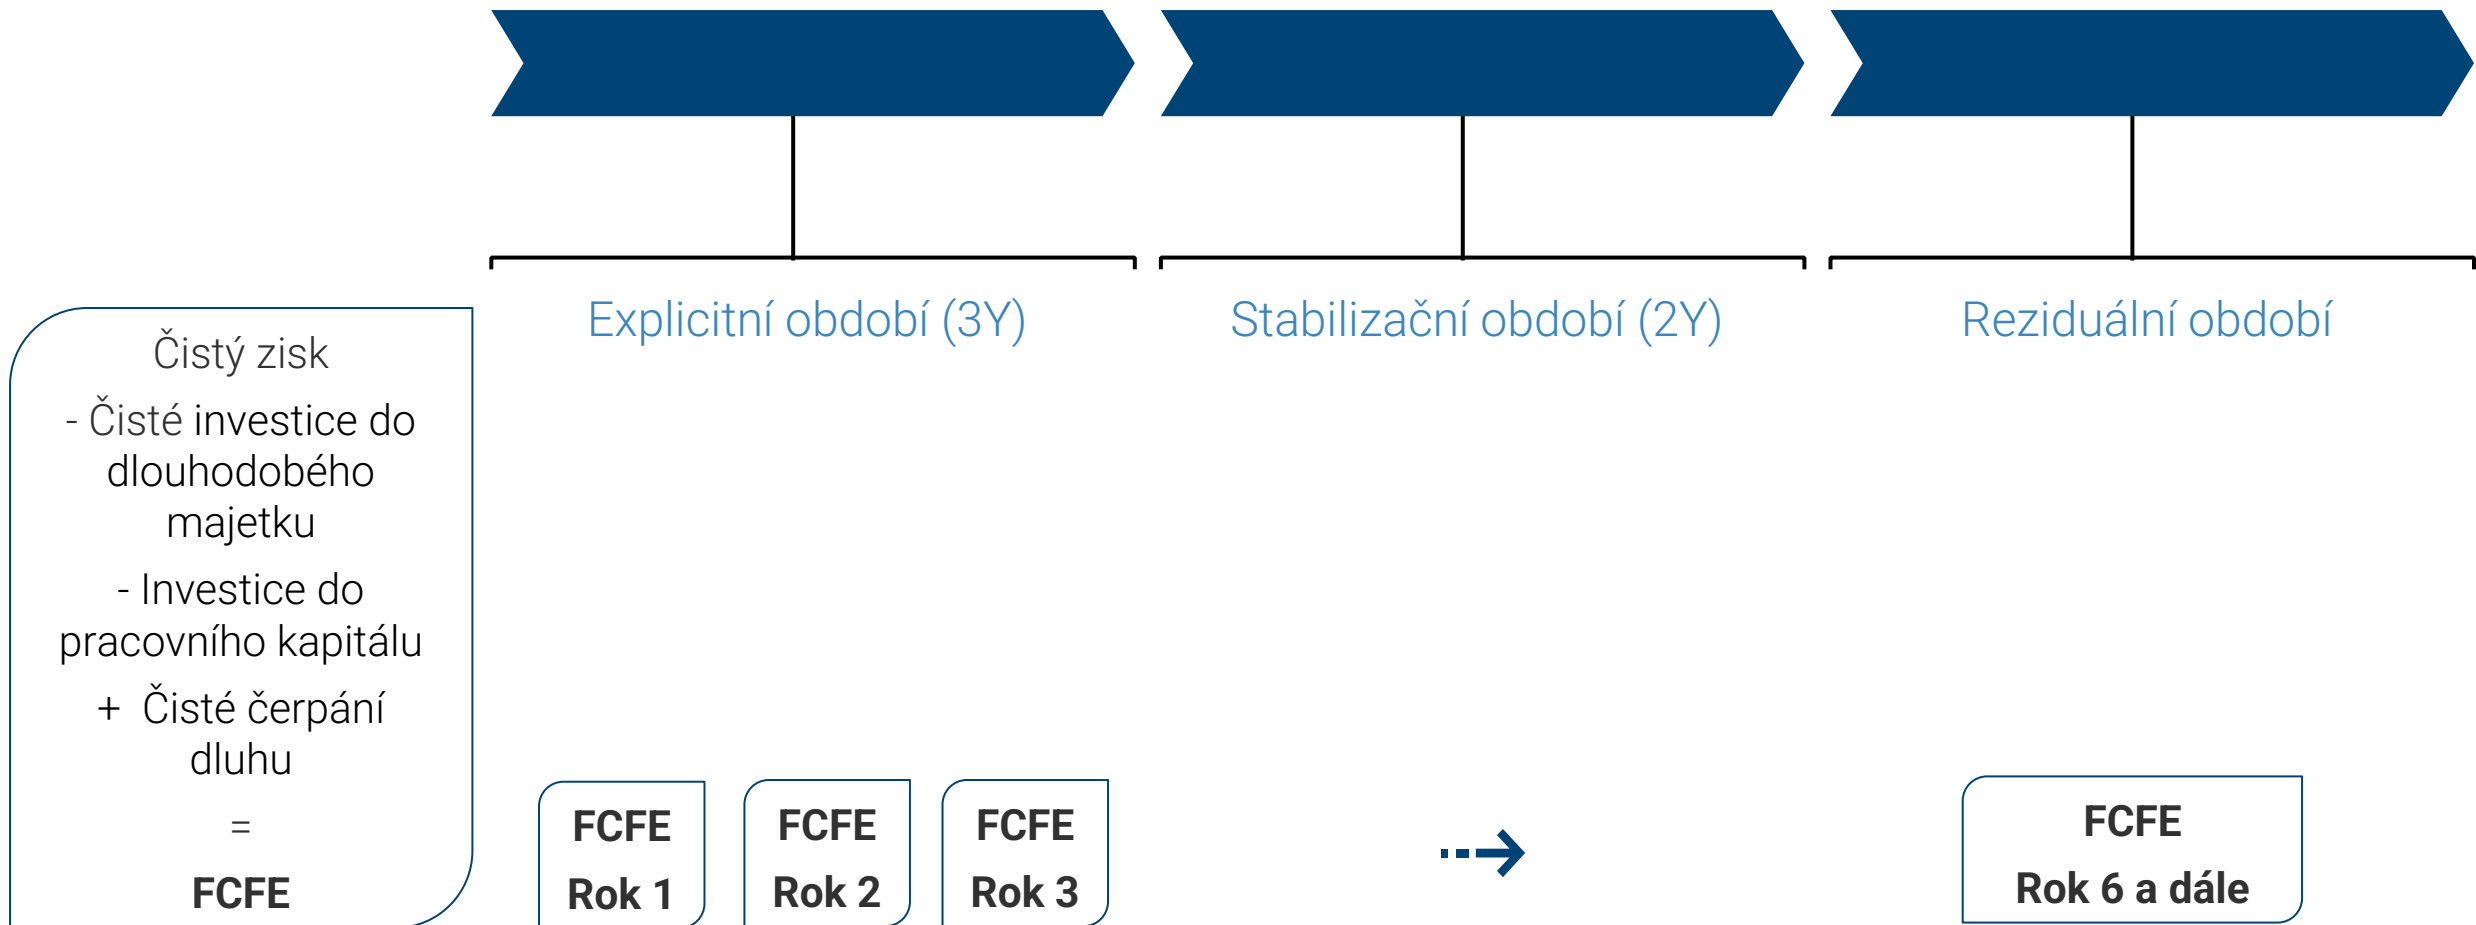 Explicitní období (3Y)
Stabilizační období (2Y)
Reziduální období
Čistý zisk
- Čisté investice do
dlouhodobého
majetku
- Investice do
pracovního kapitálu
+ Čisté čerpání
dluhu
=
FCFE
FCFE
Rok 1
FCFE
Rok 2
FCFE
Rok 3
FCFE
Rok 6 a dále